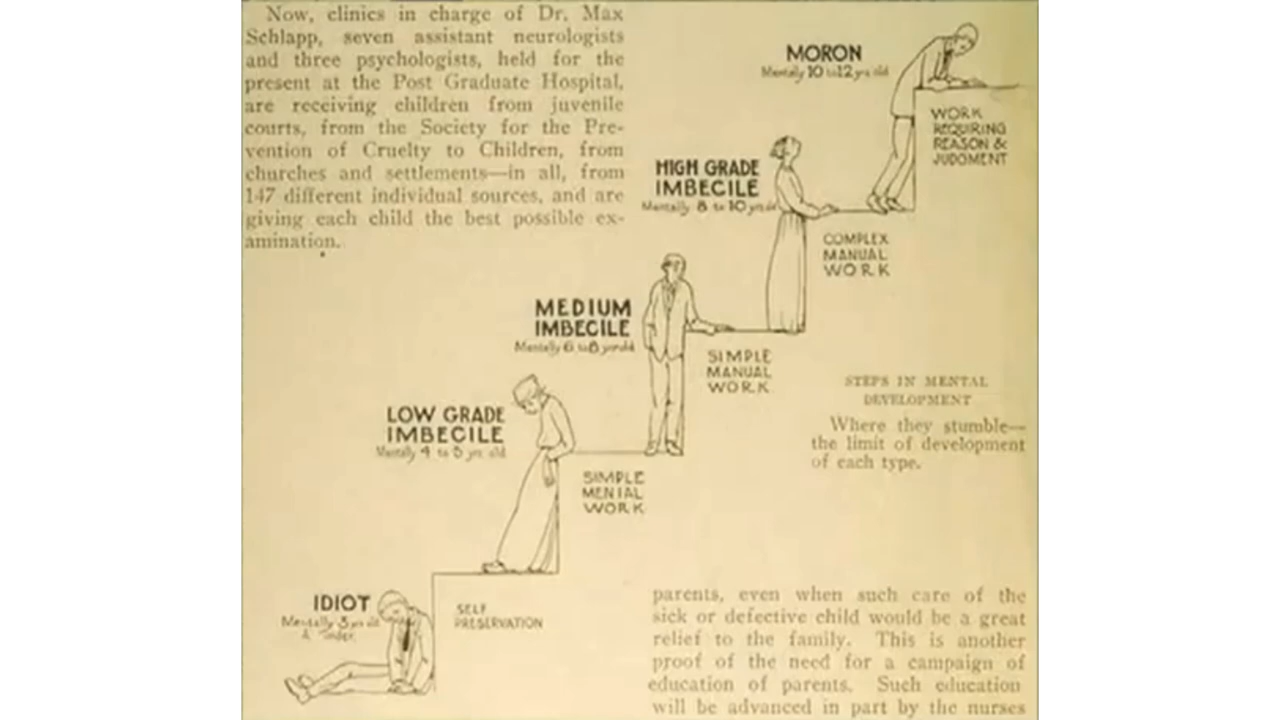 Now, clinics in charge of Dr. Max
Schlapp, seven assistant neurologists
and three psychologists, held for the
present at the Post Graduate Hospital,
are receiving children from juvenile
courts, from the Society for the Pre-
vention of Cruelty to Children, from
churches and settlements—in all, from
147 different individual sources, and are
giving each child the best possible ex-
amination.
MORON
Mentally 10 to 12 yrs old
WORK
REQUIRING
REASON &
JUDGMENT
HIGH GRADE
IMBECILE
Mentally 8 to 10 yrs old
COMPLEX
MANUAL
WORK
MEDIUM
IMBECILE
Mentally 6 to 8 yrs old
SIMPLE
MANUAL
WORK
LOW GRADE
IMBECILE
Mentally 4 to 5 yrs old
SIMPLE
MENIAL
WORK
IDIOT
Mentally 3 yrs old
& Under
SELF
PRESERVATION
STEPS IN MENTAL
DEVELOPMENT
Where they stumble—
the limit of development
of each type.
parents, even when such care of the
sick or defective child would be a great
relief to the family. This is another
proof of the need for a campaign of
education of parents. Such education
will be advanced in part by the nurses